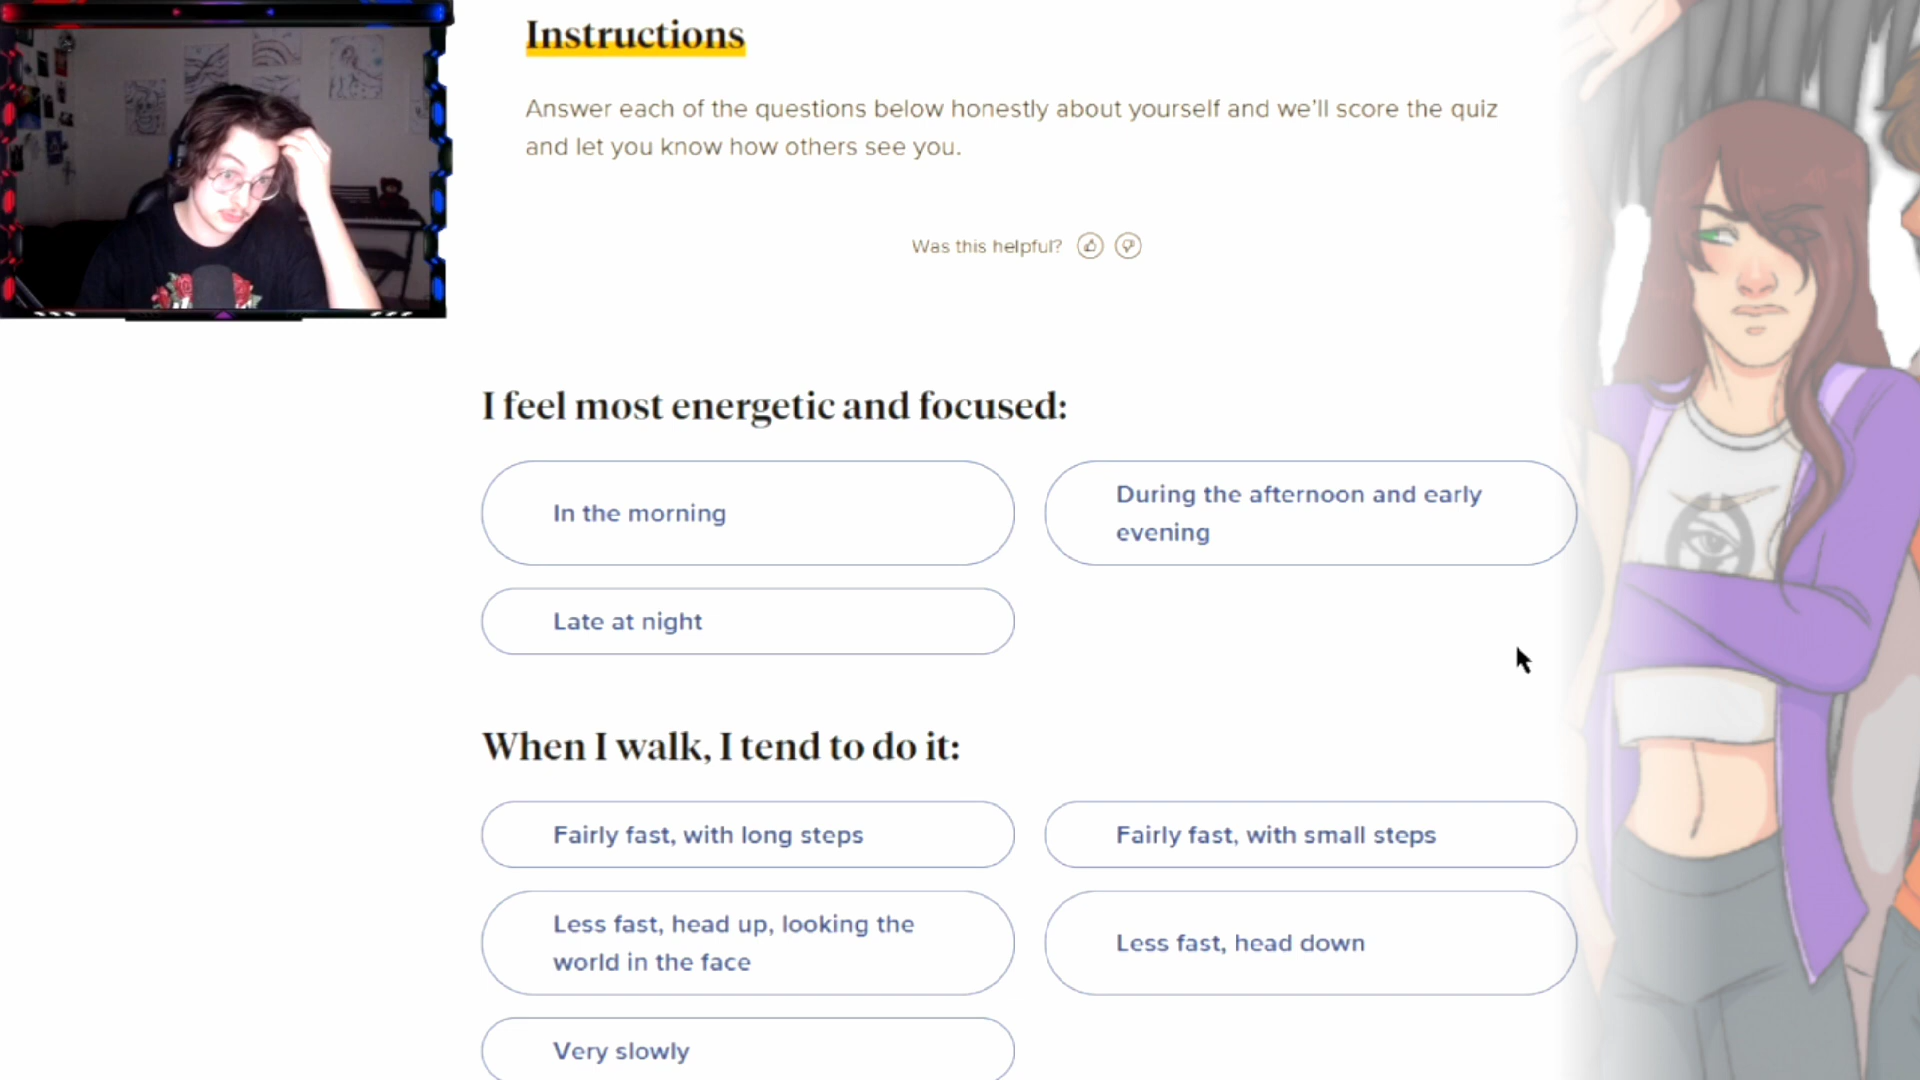 Instructions
Answer each of the questions below honestly about yourself and we'll score the quiz
and let you know how others see you.
Was this helpful?
I feel most energetic and focused:
In the morning
During the afternoon and early
evening
Late at night
When I walk, I tend to do it:
Fairly fast, with long steps
Fairly fast, with small steps
Less fast, head up, looking the
world in the face
Less fast, head down
Very slowly